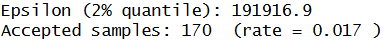 Epsilon (2% quantile): 191916.9
Accepted samples: 170  (rate = 0.017 )